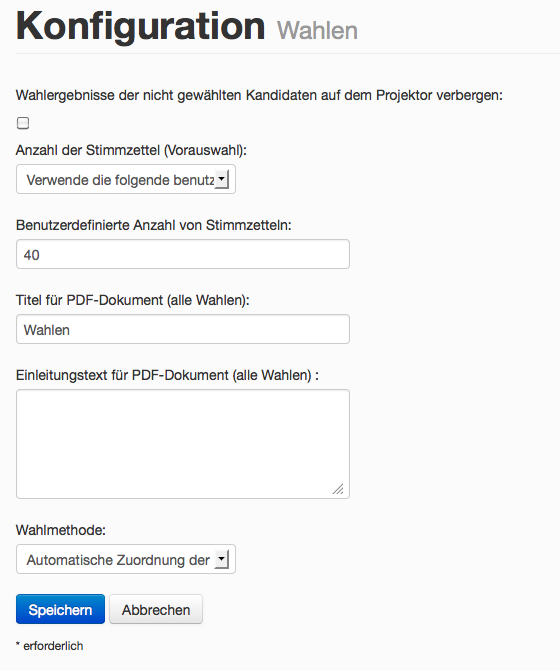 Konfiguration Wahlen
Wahlergebnisse der nicht gewählten Kandidaten auf dem Projektor verbergen:
Anzahl der Stimmzettel (Vorauswahl):
Verwende die folgende benutz
Benutzerdefinierte Anzahl von Stimmzetteln:
40
Titel für PDF-Dokument (alle Wahlen):
Wahlen
Einleitungstext für PDF-Dokument (alle Wahlen) :
Wahlmethode:
Automatische Zuordnung der
Speichern Abbrechen
* erforderlich